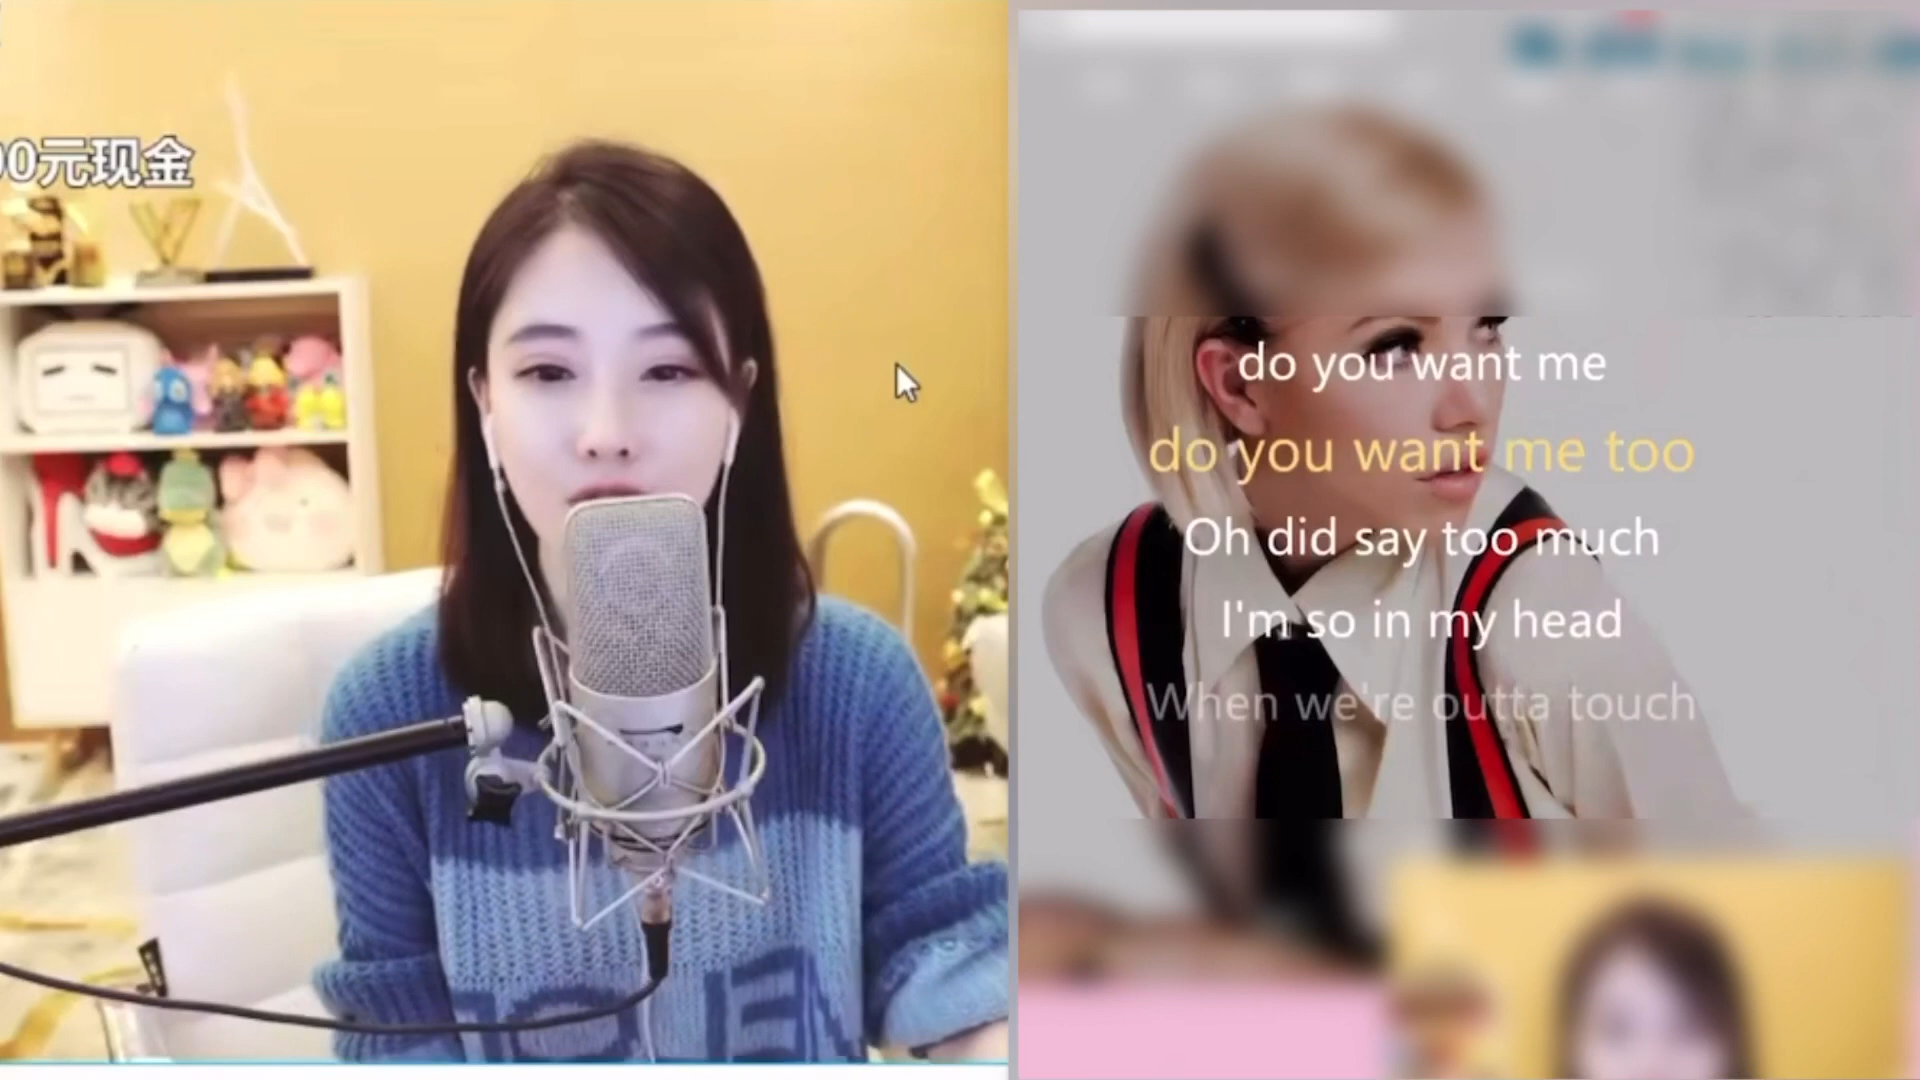 00元现金
do you want me
do you want me too
Oh did say too much
I'm so in my head
When we're outta touch